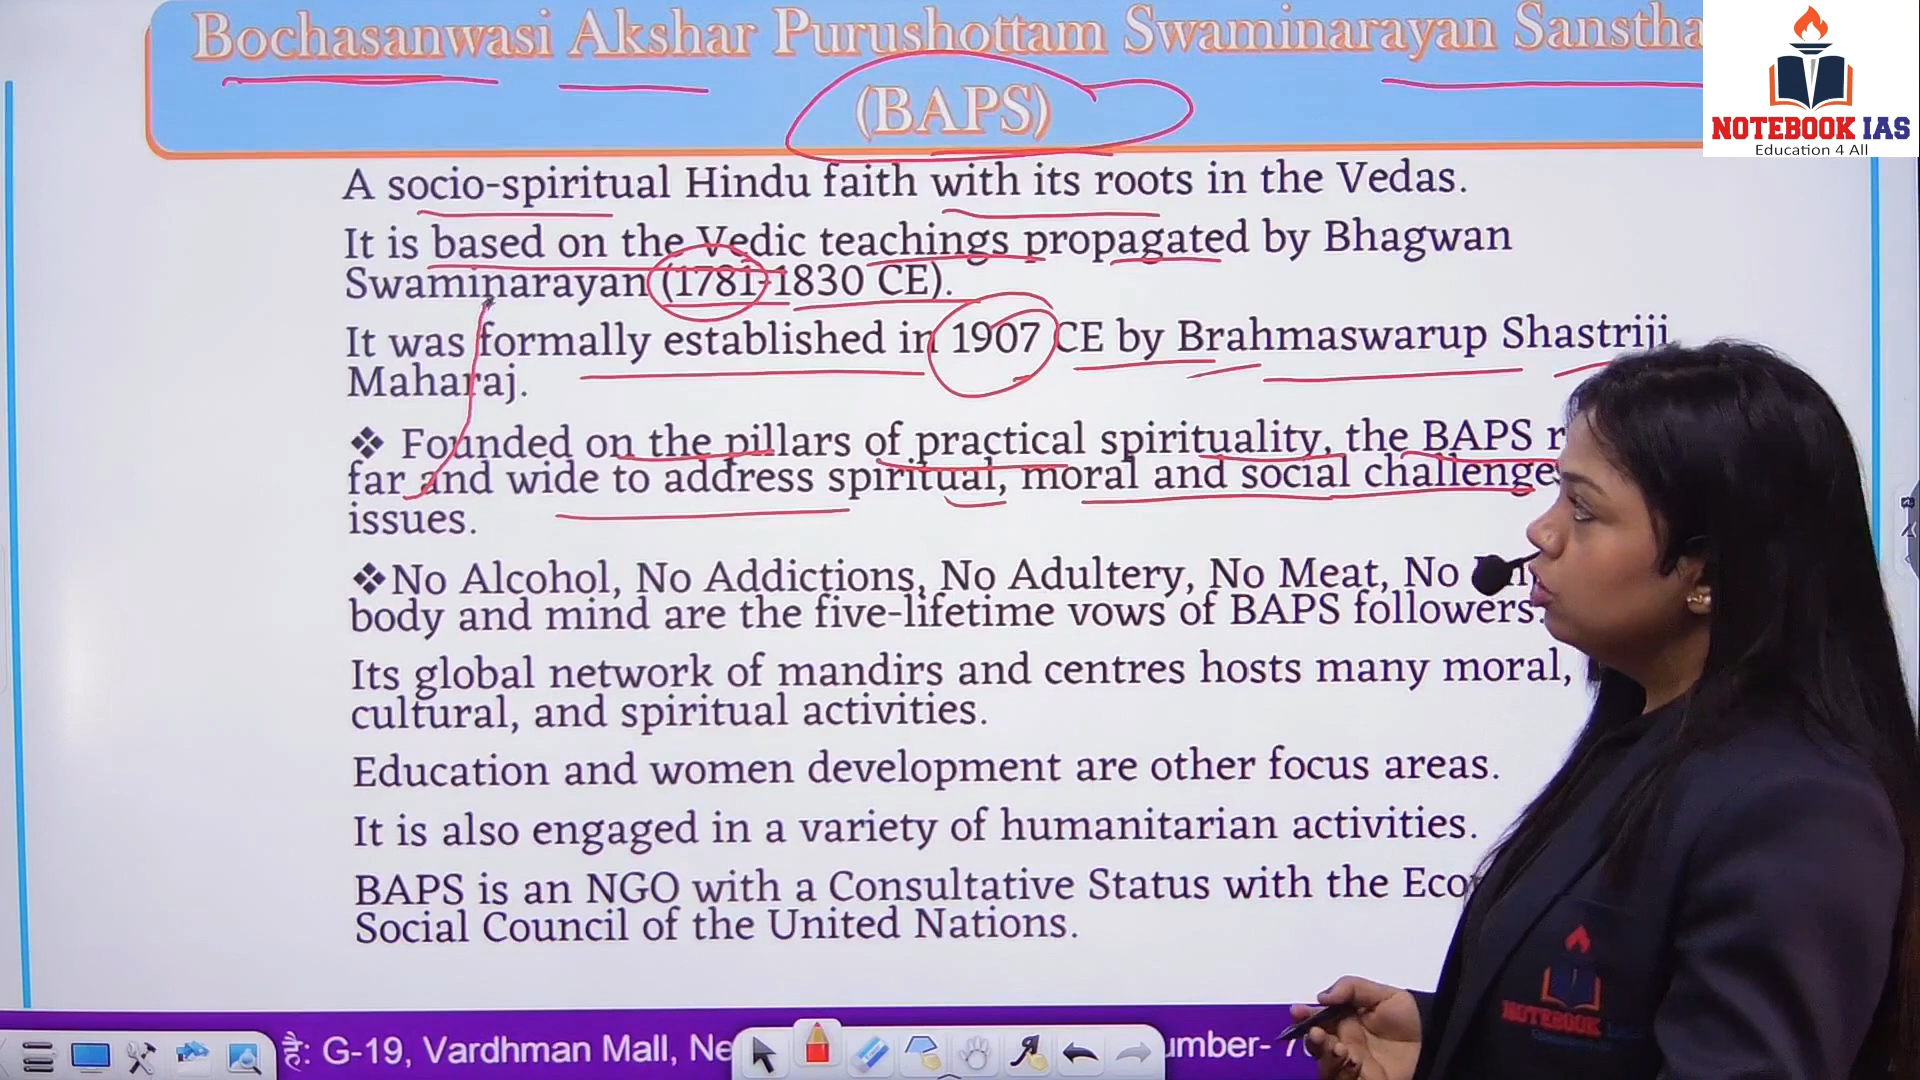 Bochasanwasi Akshar Purushottam Swaminarayan Sanstha
(BAPS)
NOTEBOOK IAS
Education 4 All
A socio-spiritual Hindu faith with its roots in the Vedas.
It is based on the Vedic teachings propagated by Bhagwan
Swaminarayan (1781-1830 CE).
It was formally established in 1907 CE by Brahmaswarup Shastriji
Maharaj.
❖ Founded on the pillars of practical spirituality, the BAPS
far and wide to address spiritual, moral and social challenges
issues.
❖No Alcohol, No Addictions, No Adultery, No Meat, No
body and mind are the five-lifetime vows of BAPS followers.
Its global network of mandirs and centres hosts many moral,
cultural, and spiritual activities.
Education and women development are other focus areas.
It is also engaged in a variety of humanitarian activities.
BAPS is an NGO with a Consultative Status with the
Social Council of the United Nations.
NOTEBOOK
है: G-19, Vardhman Mall, Ne
umber- 70